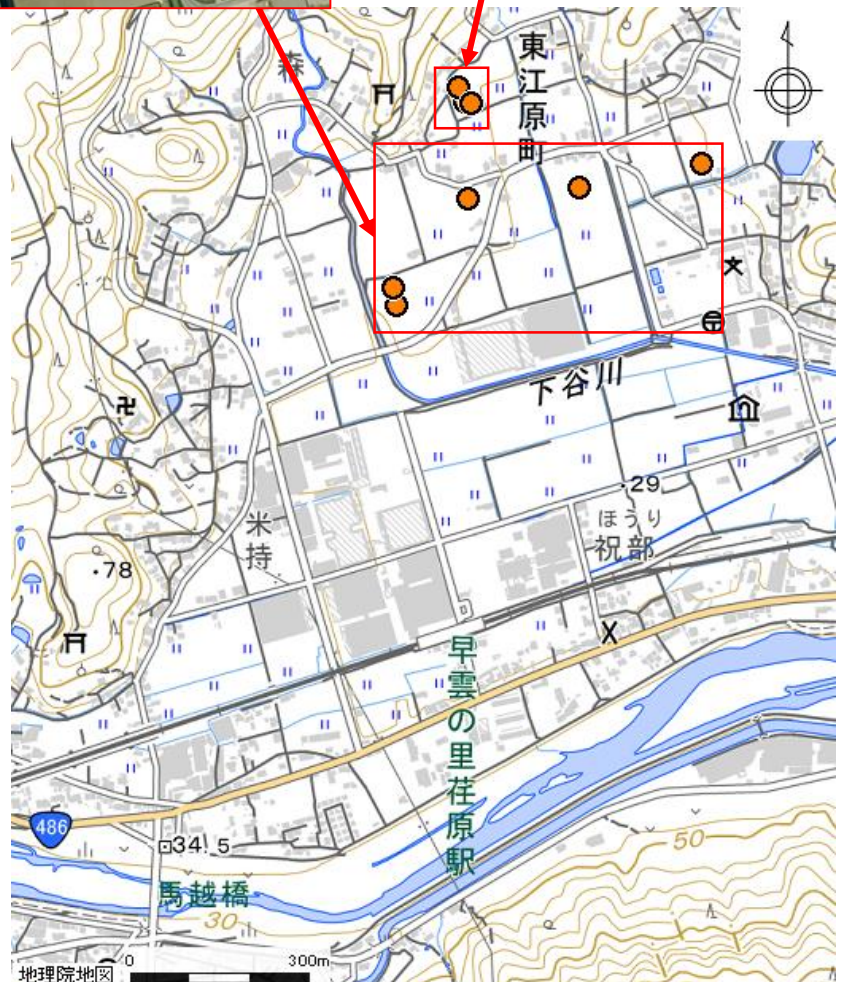 森
東江原町
下谷川
・29
ほうり
祝部
米持
・78
早雲の里荏原駅
486
34.5
50
馬越橋
30
地理院地図
0
300m